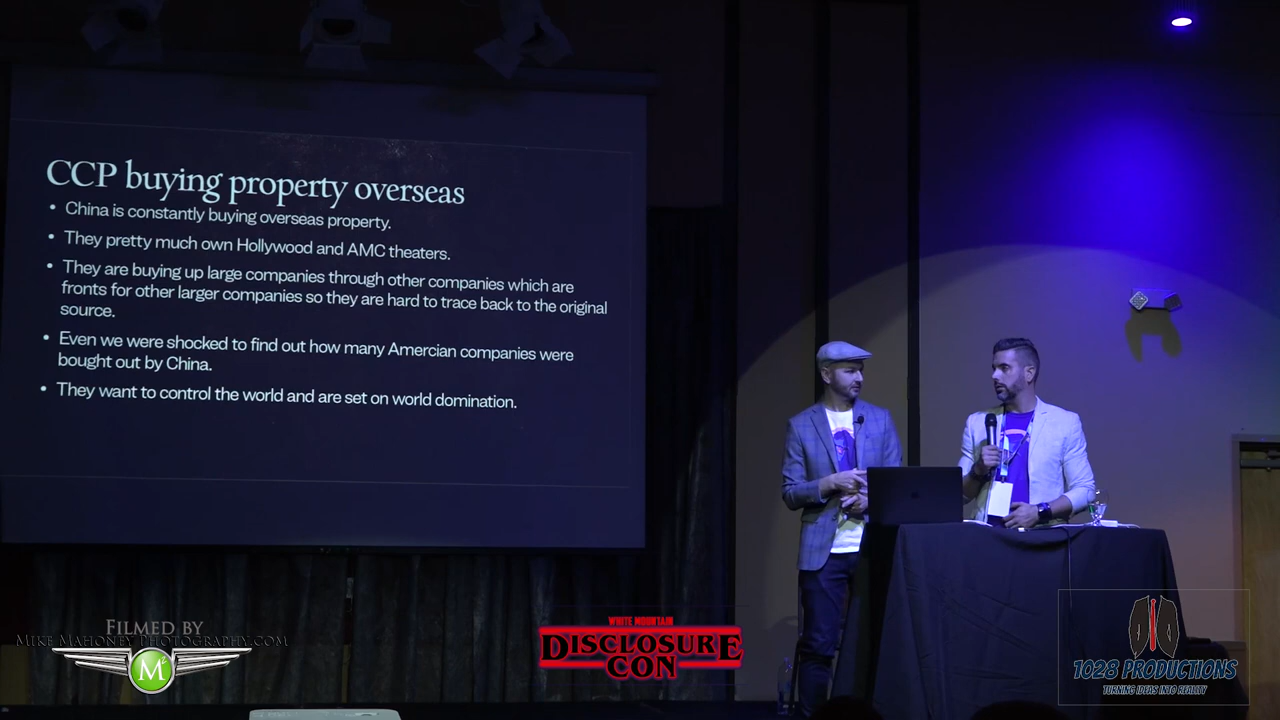 CCP buying property overseas
• China is constantly buying overseas property.
• They pretty much own Hollywood and AMC theaters.
• They are buying up large companies through other companies which are
fronts for other larger companies so they are hard to trace back to the original
source.
• Even we were shocked to find out how many Amercian companies were
bought out by China.
• They want to control the world and are set on world domination.
FILMED BY
MIKE MAHONEY PHOTOGRAPHY.COM
M
WHITE MOUNTAIN
DISCLOSURE
CON
1028 PRODUCTIONS
TURNING IDEAS INTO REALITY